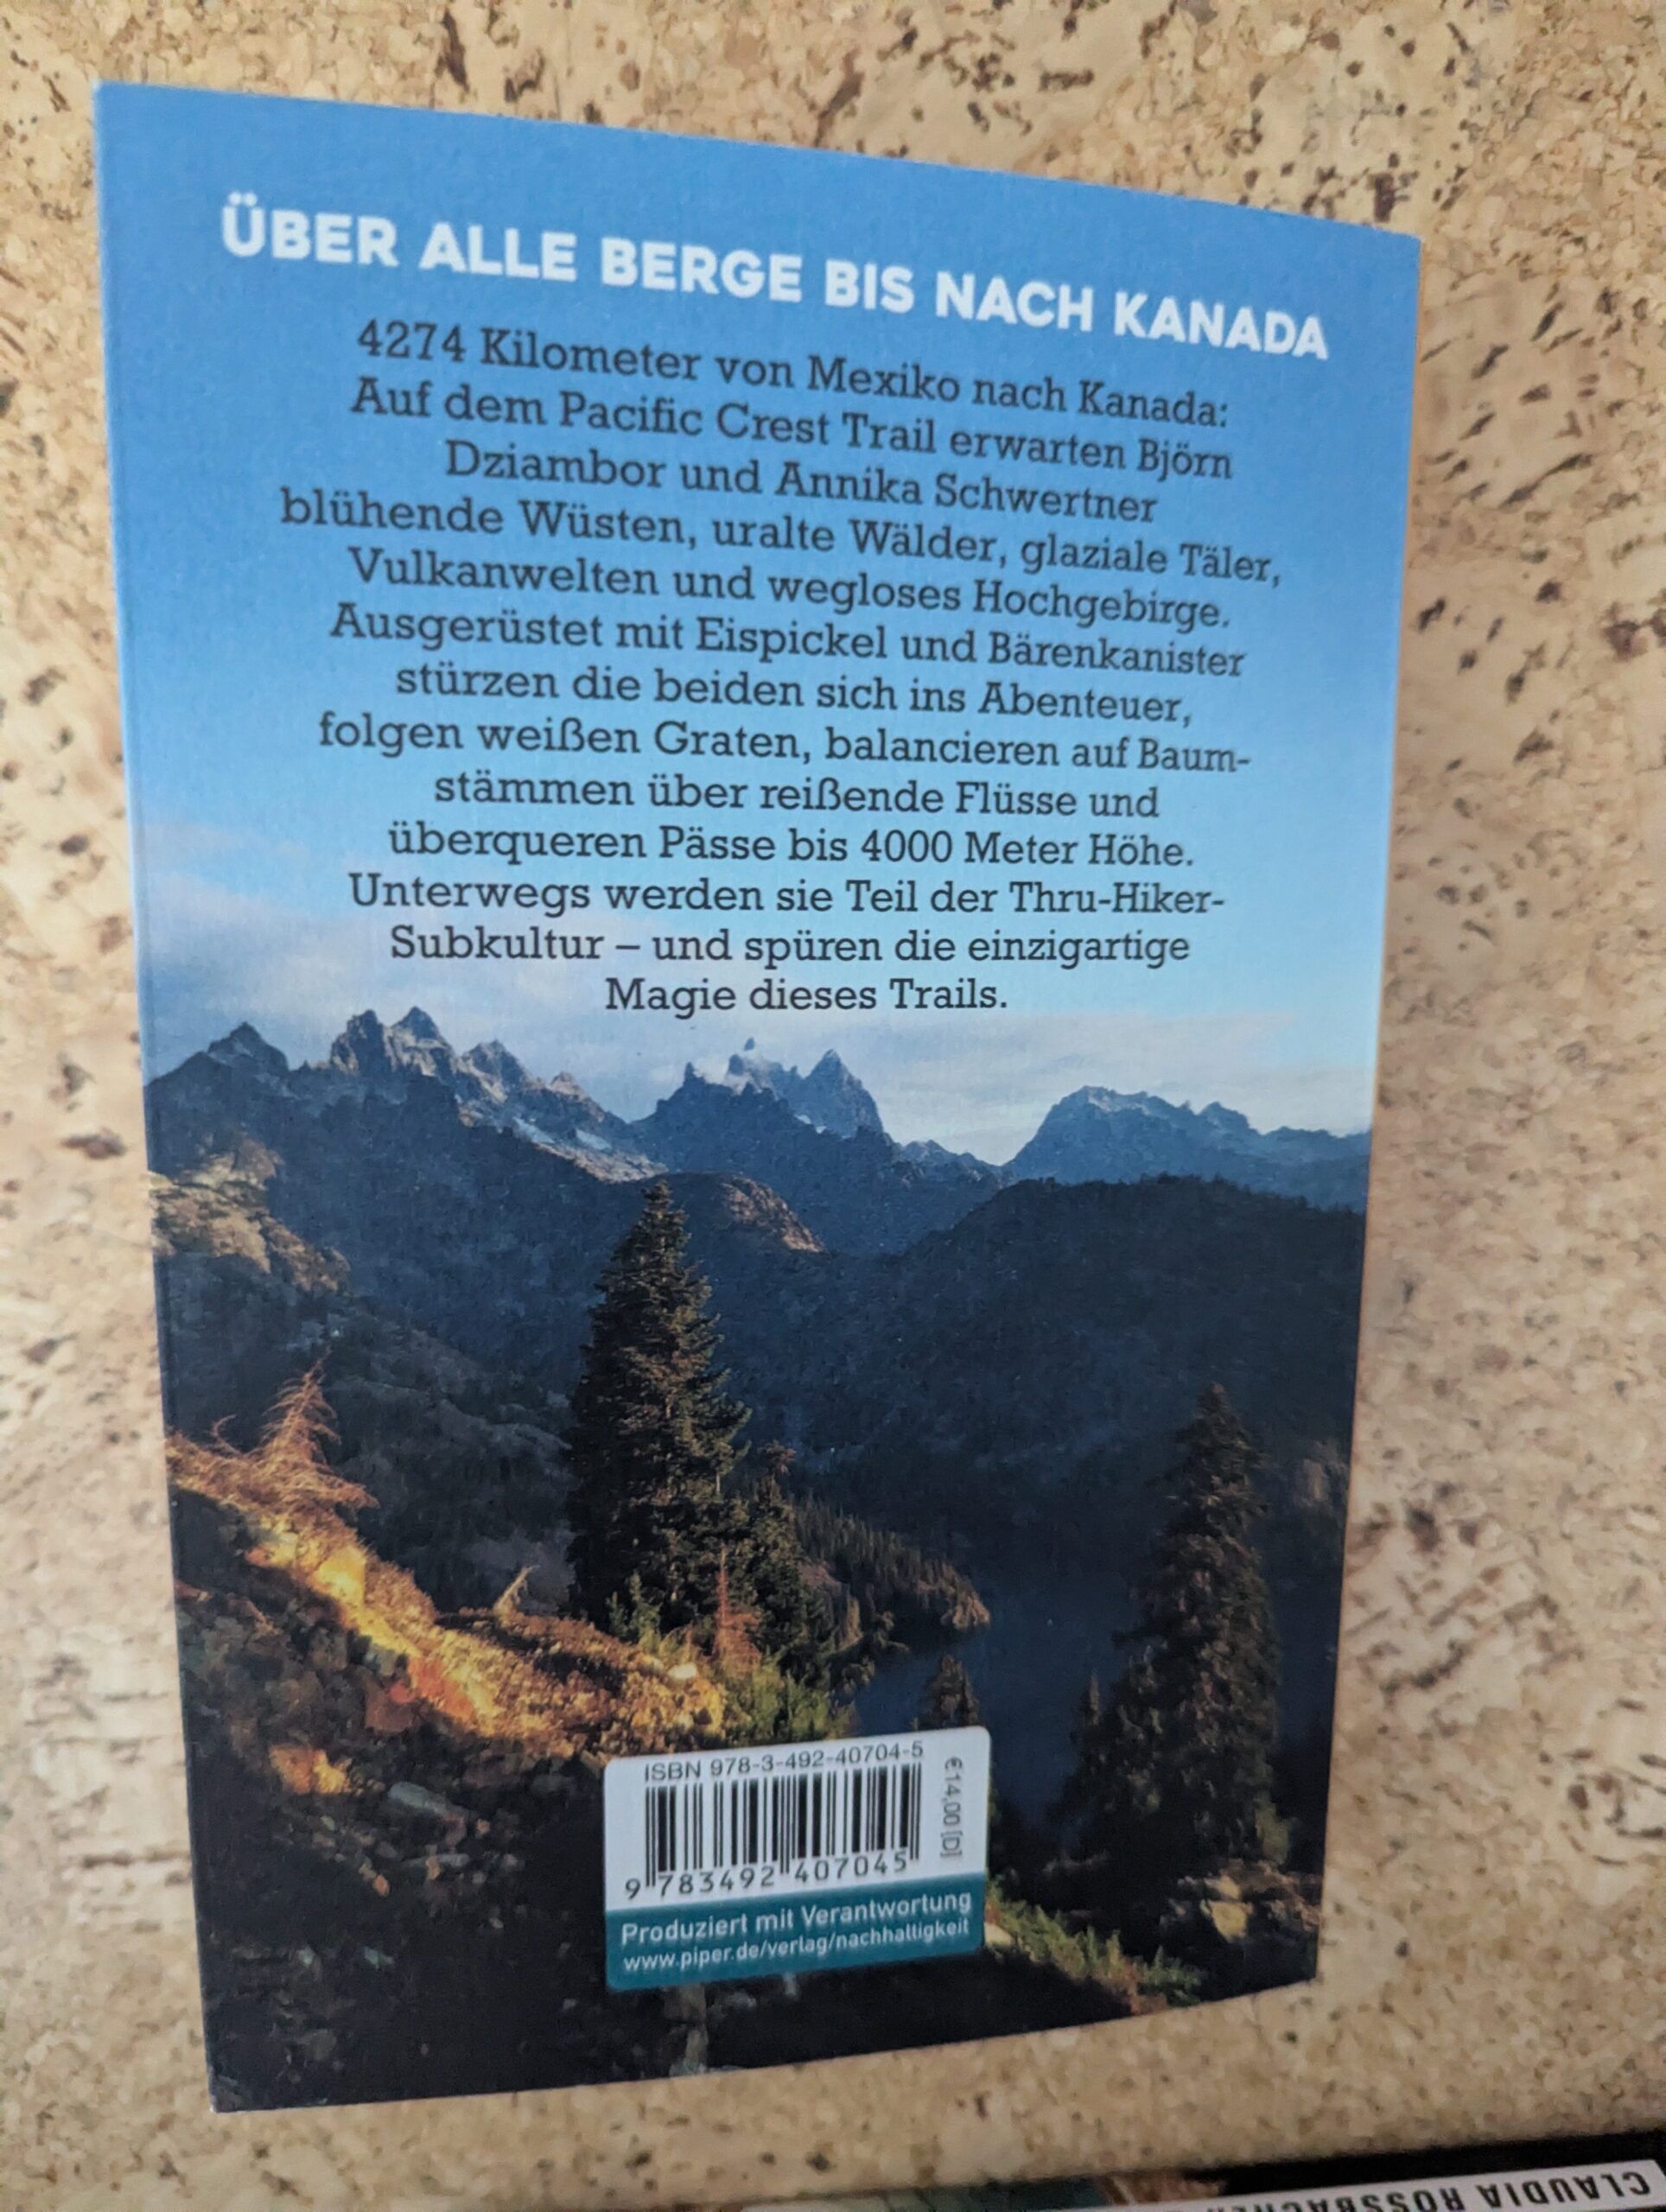 ÜBER ALLE BERGE BIS NACH KANADA
4274 Kilometer von Mexiko nach Kanada:
Auf dem Pacific Crest Trail erwarten Björn
Dziambor und Annika Schwertner
blühende Wüsten, uralte Wälder, glaziale Täler,
Vulkanwelten und wegloses Hochgebirge.
Ausgerüstet mit Eispickel und Bärenkanister
stürzen die beiden sich ins Abenteuer,
folgen weißen Graten, balancieren auf Baum-
stämmen über reißende Flüsse und
überqueren Pässe bis 4000 Meter Höhe.
Unterwegs werden sie Teil der Thru-Hiker-
Subkultur – und spüren die einzigartige
Magie dieses Trails.
ISBN 978-3-492-40704-5
€14,00 [D]
9 783492 407045
Produziert mit Verantwortung
www.piper.de/verlag/nachhaltigkeit
CLAUDIA